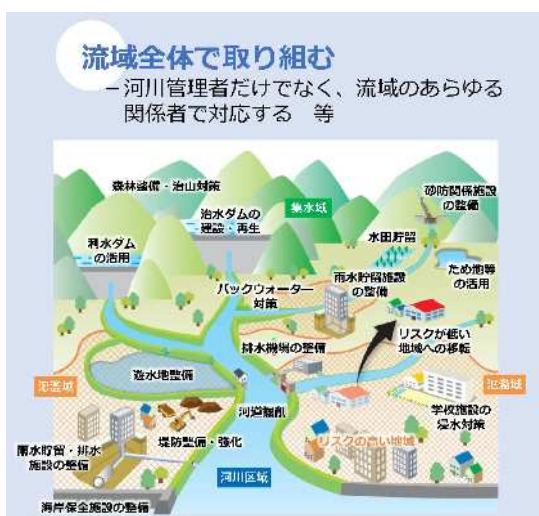 流域全体で取り組む
－河川管理者だけでなく、流域のあらゆる
関係者で対応する　等
森林整備・治山対策
治水ダムの
建設・再生
集水域
砂防関係施設
の整備
利水ダム
の活用
水田貯留
ため池等
の活用
バックウォーター
対策
雨水貯留施設
の整備
排水機場の整備
リスクが低い
地域への移転
氾濫域
遊水地整備
氾濫域
河道掘削
学校施設の
浸水対策
堤防整備・強化
リスクの高い地域
雨水貯留・排水
施設の整備
河川区域
海岸保全施設の整備